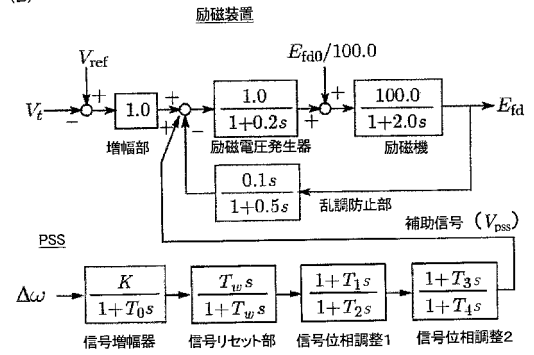 励磁装置
V_ref
E_fd0/100.0
V_t
+
−
1.0
+
+
−
1.0
1+0.2s
+
+
100.0
1+2.0s
E_fd
増幅部
励磁電圧発生器
励磁機
0.1s
1+0.5s
乱調防止部
補助信号 (V_pss)
PSS
Δω
K
1+T_0s
T_ws
1+T_ws
1+T_1s
1+T_2s
1+T_3s
1+T_4s
信号増幅器
信号リセット部
信号位相調整1
信号位相調整2